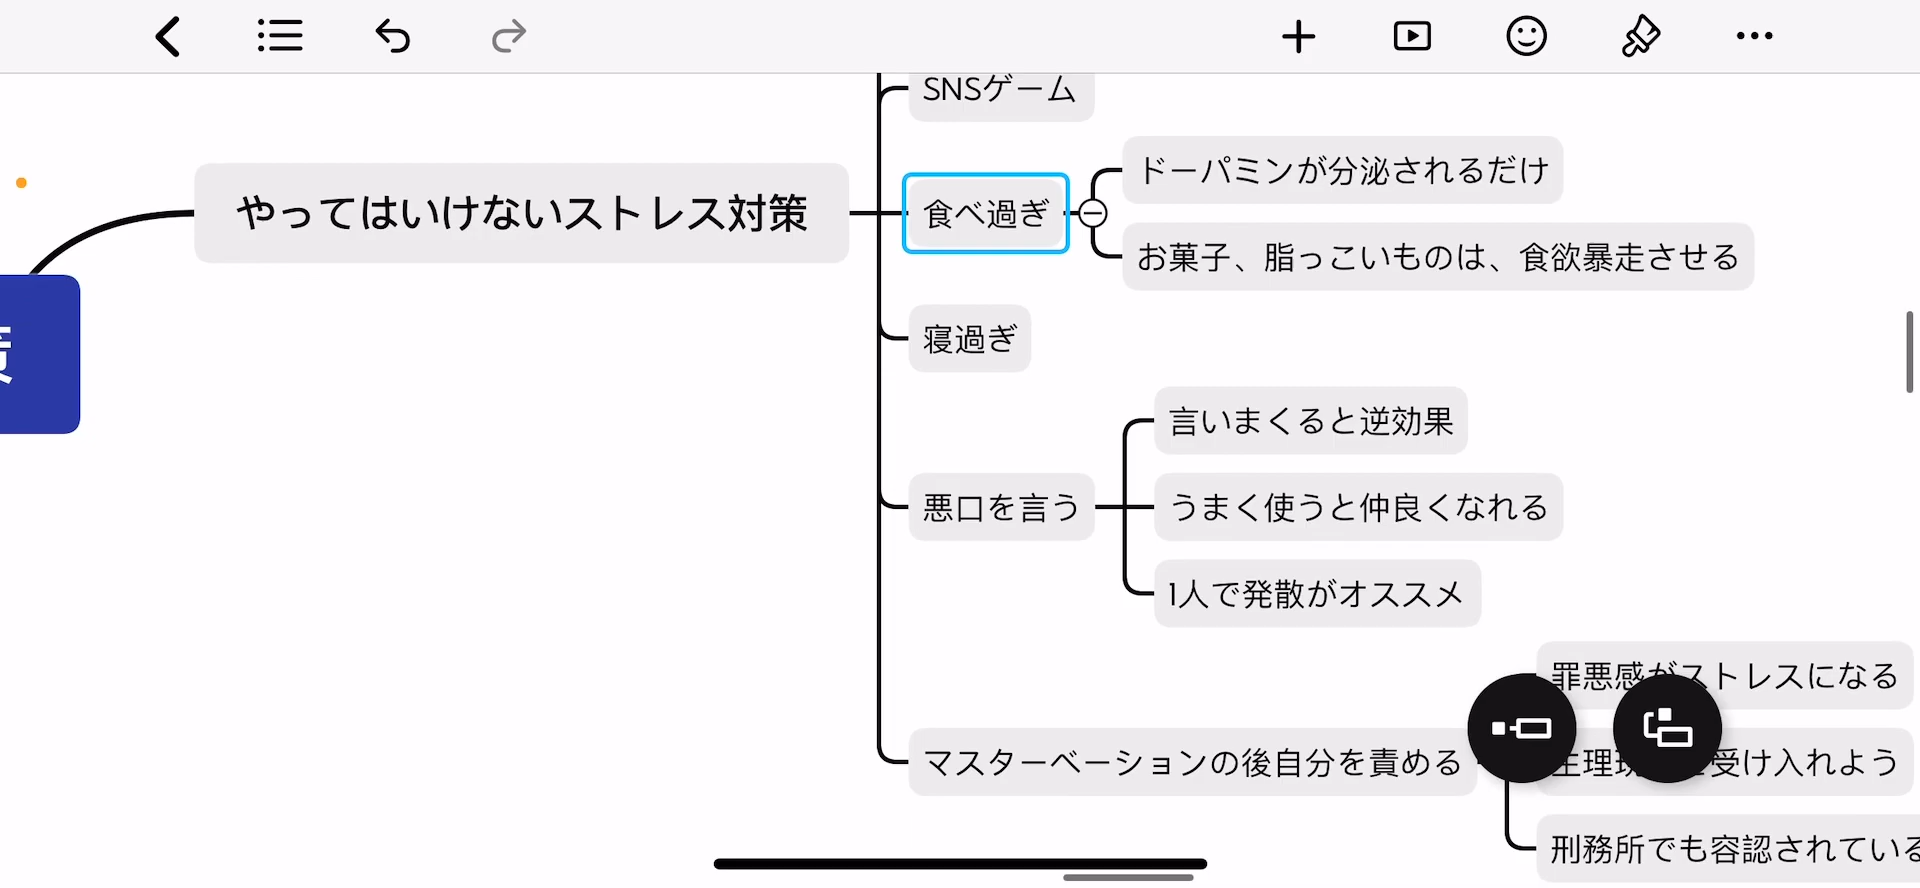 SNSゲーム
やってはいけないストレス対策
食べ過ぎ
ドーパミンが分泌されるだけ
お菓子、脂っこいものは、食欲暴走させる
寝過ぎ
悪口を言う
言いまくると逆効果
うまく使うと仲良くなれる
1人で発散がオススメ
マスターベーションの後自分を責める
罪悪感がストレスになる
生理現 受け入れよう
刑務所でも容認されている